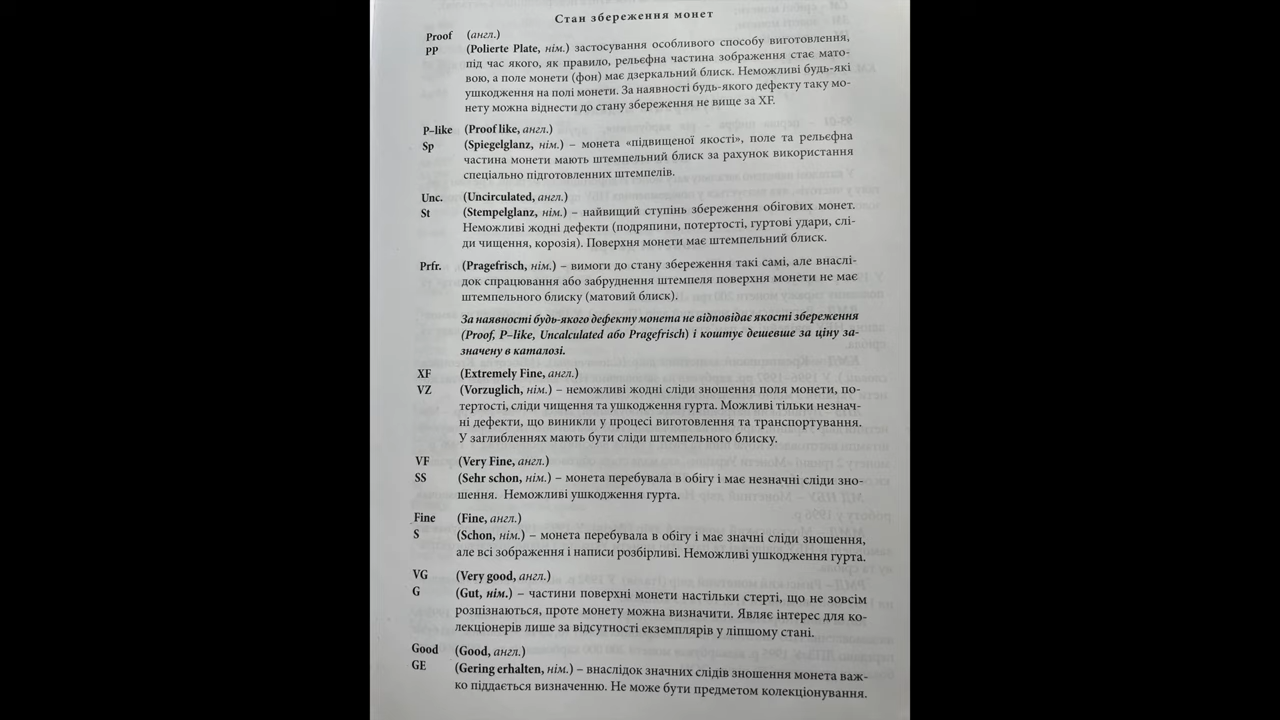 Стан збереження монет
Proof (англ.)
PP (Polierte Plate, нім.) застосування особливого способу виготовлення,
під час якого, як правило, рельєфна частина зображення стає мато-
вою, а поле монети (фон) має дзеркальний блиск. Неможливі будь-які
ушкодження на полі монети. За наявності будь-якого дефекту таку мо-
нету можна віднести до стану збереження не вище за XF.
P–like (Proof like, англ.)
Sp (Spiegelglanz, нім.) – монета «підвищеної якості», поле та рельєфна
частина монети мають штемпельний блиск за рахунок використання
спеціально підготовленних штемпелів.
Unc. (Uncirculated, англ.)
St (Stempelglanz, нім.) – найвищий ступінь збереження обігових монет.
Неможливі жодні дефекти (подряпини, потертості, гуртові удари, слі-
ди чищення, корозія). Поверхня монети має штемпельний блиск.
Prfr. (Pragefrisch, нім.) – вимоги до стану збереження такі самі, але внаслі-
док спрацювання або забруднення штемпеля поверхня монети не має
штемпельного блиску (матовий блиск).
За наявності будь-якого дефекту монета не відповідає якості збереження
(Proof, P–like, Uncalculated або Pragefrisch) і коштує дешевше за ціну за-
значену в каталозі.
XF (Extremely Fine, англ.)
VZ (Vorzuglich, нім.) – неможливі жодні сліди зношення поля монети, по-
тертості, сліди чищення та ушкодження гурта. Можливі тільки незнач-
ні дефекти, що виникли у процесі виготовлення та транспортування.
У заглибленнях мають бути сліди штемпельного блиску.
VF (Very Fine, англ.)
SS (Sehr schon, нім.) – монета перебувала в обігу і має незначні сліди зно-
шення. Неможливі ушкодження гурта.
Fine (Fine, англ.)
S (Schon, нім.) – монета перебувала в обігу і має значні сліди зношення,
але всі зображення і написи розбірливі. Неможливі ушкодження гурта.
VG (Very good, англ.)
G (Gut, нім.) – частини поверхні монети настільки стерті, що не зовсім
розпізнаються, проте монету можна визначити. Являє інтерес для ко-
лекціонерів лише за відсутності екземплярів у ліпшому стані.
Good (Good, англ.)
GE (Gering erhalten, нім.) – внаслідок значних слідів зношення монета важ-
ко піддається визначенню. Не може бути предметом колекціонування.